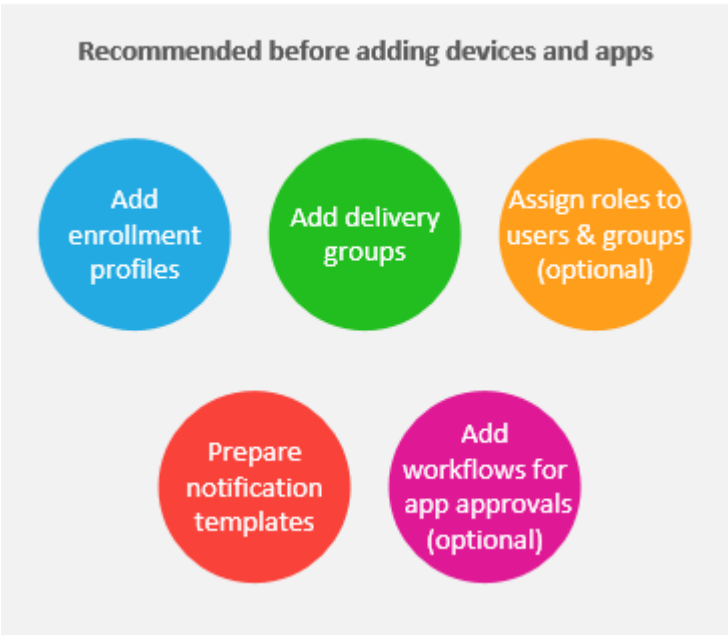 Recommended before adding devices and apps
Add
enrollment
profiles
Add delivery
groups
Assign roles to
users & groups
(optional)
Prepare
notification
templates
Add
workflows for
app approvals
(optional)